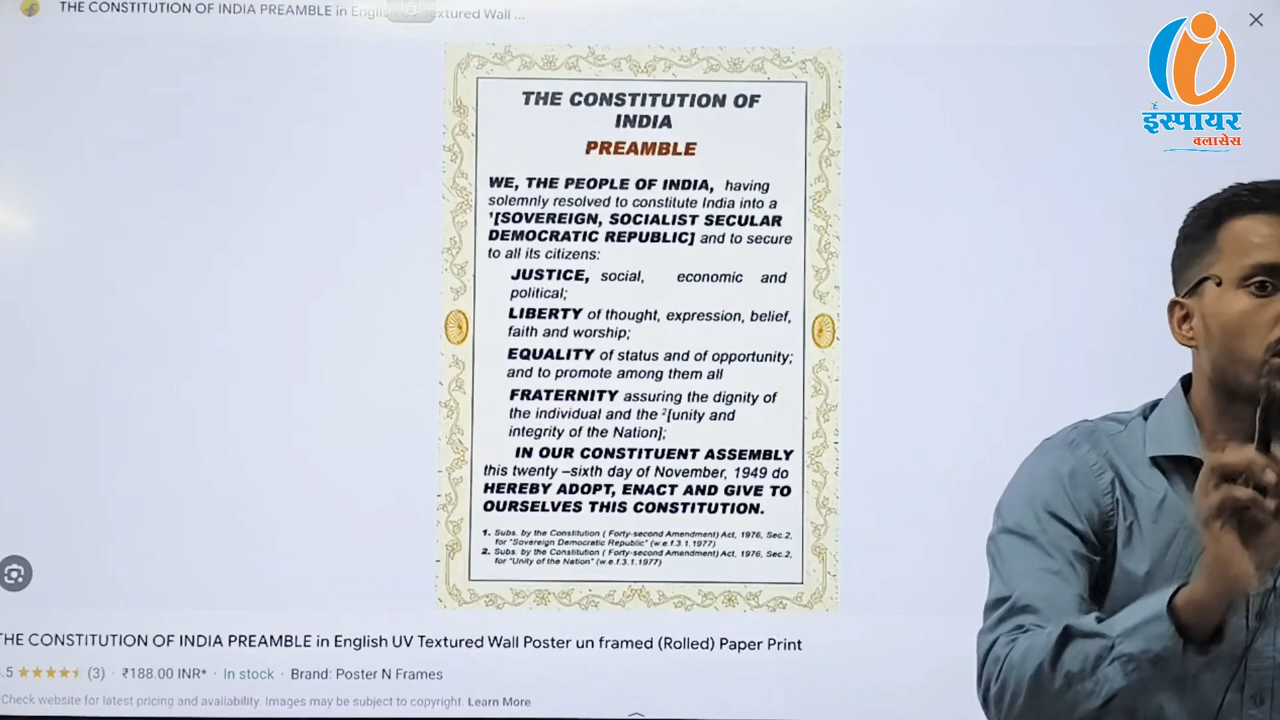 THE CONSTITUTION OF INDIA PREAMBLE in Textured Wall ...
इंस्पायर
क्लासेस
THE CONSTITUTION OF
INDIA
PREAMBLE
WE, THE PEOPLE OF INDIA, having
solemnly resolved to constitute India into a
¹[SOVEREIGN, SOCIALIST SECULAR
DEMOCRATIC REPUBLIC] and to secure
to all its citizens:
JUSTICE, social, economic and
political;
LIBERTY of thought, expression, belief,
faith and worship;
EQUALITY of status and of opportunity;
and to promote among them all
FRATERNITY assuring the dignity of
the individual and the ²[unity and
integrity of the Nation];
IN OUR CONSTITUENT ASSEMBLY
this twenty –sixth day of November, 1949 do
HEREBY ADOPT, ENACT AND GIVE TO
OURSELVES THIS CONSTITUTION.
1. Subs. by the Constitution ( Forty-second Amendment) Act, 1976, Sec.2,
for "Sovereign Democratic Republic" (w.e.f.3.1.1977)
2. Subs. by the Constitution ( Forty-second Amendment) Act, 1976, Sec.2,
for "Unity of the Nation" (w.e.f.3.1.1977)
THE CONSTITUTION OF INDIA PREAMBLE in English UV Textured Wall Poster un framed (Rolled) Paper Print
.5 ★★★★★ (3) · ₹188.00 INR* · In stock · Brand: Poster N Frames
Check website for latest pricing and availability. Images may be subject to copyright. Learn More